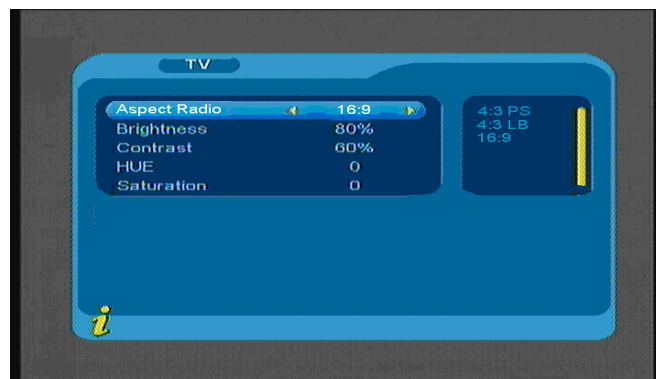 TV
Aspect Radio 16:9
Brightness 80%
Contrast 60%
HUE 0
Saturation 0
4:3 PS
4:3 LB
16:9
i